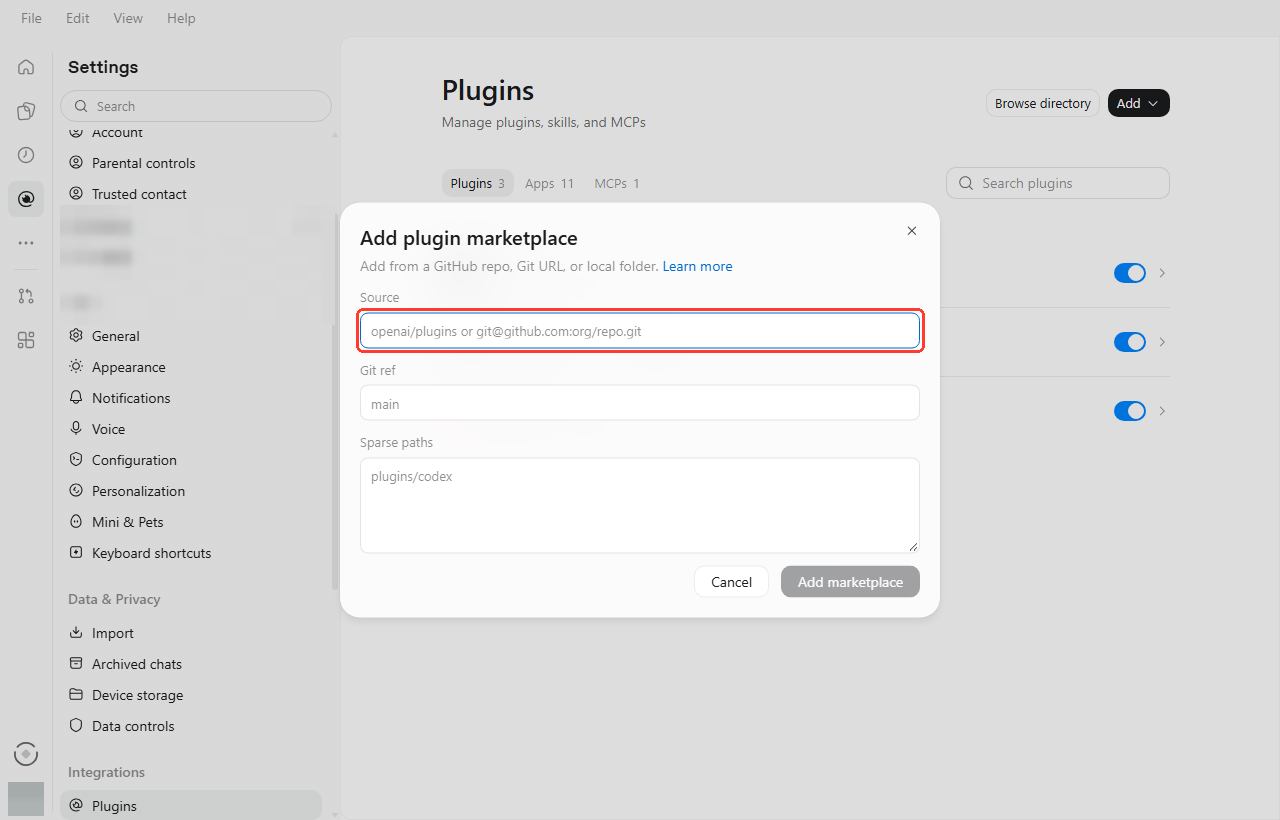 File Edit View Help
Settings
Search
Account
Parental controls
Trusted contact
General
Appearance
Notifications
Voice
Configuration
Personalization
Mini & Pets
Keyboard shortcuts
Data & Privacy
Import
Archived chats
Device storage
Data controls
Integrations
Plugins
Plugins
Manage plugins, skills, and MCPs
Browse directory
Add
Plugins 3 Apps 11 MCPs 1
Search plugins
Add plugin marketplace
Add from a GitHub repo, Git URL, or local folder. Learn more
Source
openai/plugins or git@github.com:org/repo.git
Git ref
main
Sparse paths
plugins/codex
Cancel
Add marketplace